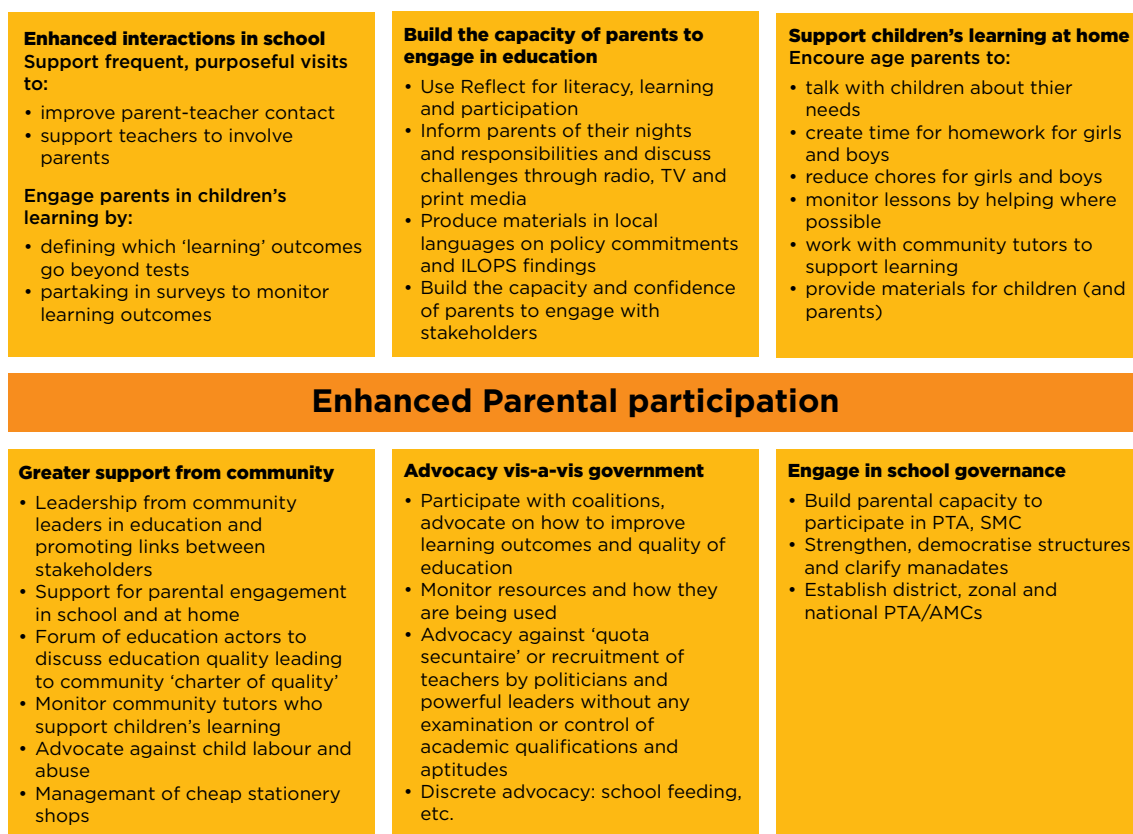 Enhanced interactions in school
Support frequent, purposeful visits
to:
• improve parent-teacher contact
• support teachers to involve
parents
Engage parents in children’s
learning by:
• defining which ‘learning’ outcomes
go beyond tests
• partaking in surveys to monitor
learning outcomes
Build the capacity of parents to
engage in education
• Use Reflect for literacy, learning
and participation
• Inform parents of their nights
and responsibilities and discuss
challenges through radio, TV and
print media
• Produce materials in local
languages on policy commitments
and ILOPS findings
• Build the capacity and confidence
of parents to engage with
stakeholders
Support children’s learning at home
Encoure age parents to:
• talk with children about thier
needs
• create time for homework for girls
and boys
• reduce chores for girls and boys
• monitor lessons by helping where
possible
• work with community tutors to
support learning
• provide materials for children (and
parents)
Enhanced Parental participation
Greater support from community
• Leadership from community
leaders in education and
promoting links between
stakeholders
• Support for parental engagement
in school and at home
• Forum of education actors to
discuss education quality leading
to community ‘charter of quality’
• Monitor community tutors who
support children’s learning
• Advocate against child labour and
abuse
• Managemant of cheap stationery
shops
Advocacy vis-a-vis government
• Participate with coalitions,
advocate on how to improve
learning outcomes and quality of
education
• Monitor resources and how they
are being used
• Advocacy against ‘quota
secuntaire’ or recruitment of
teachers by politicians and
powerful leaders without any
examination or control of
academic qualifications and
aptitudes
• Discrete advocacy: school feeding,
etc.
Engage in school governance
• Build parental capacity to
participate in PTA, SMC
• Strengthen, democratise structures
and clarify manadates
• Establish district, zonal and
national PTA/AMCs